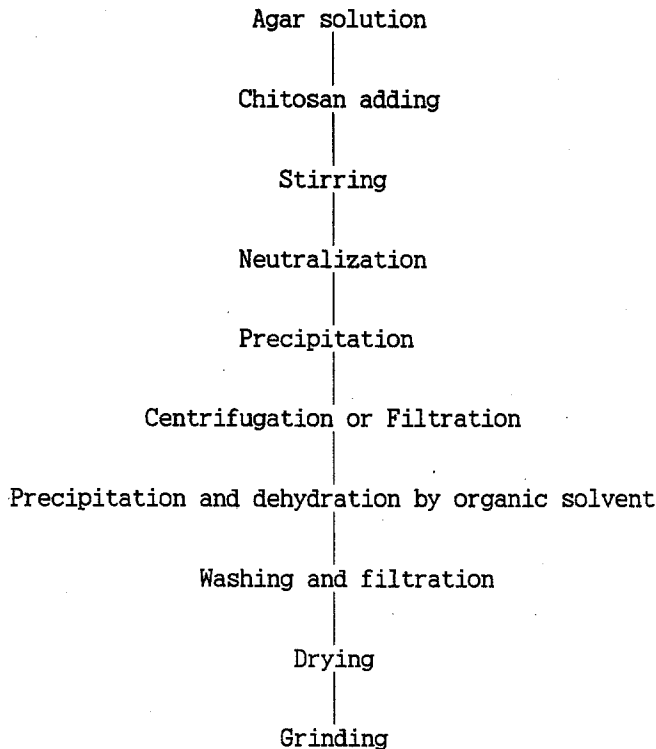 Agar solution
Chitosan adding
Stirring
Neutralization
Precipitation
Centrifugation or Filtration
Precipitation and dehydration by organic solvent
Washing and filtration
Drying
Grinding